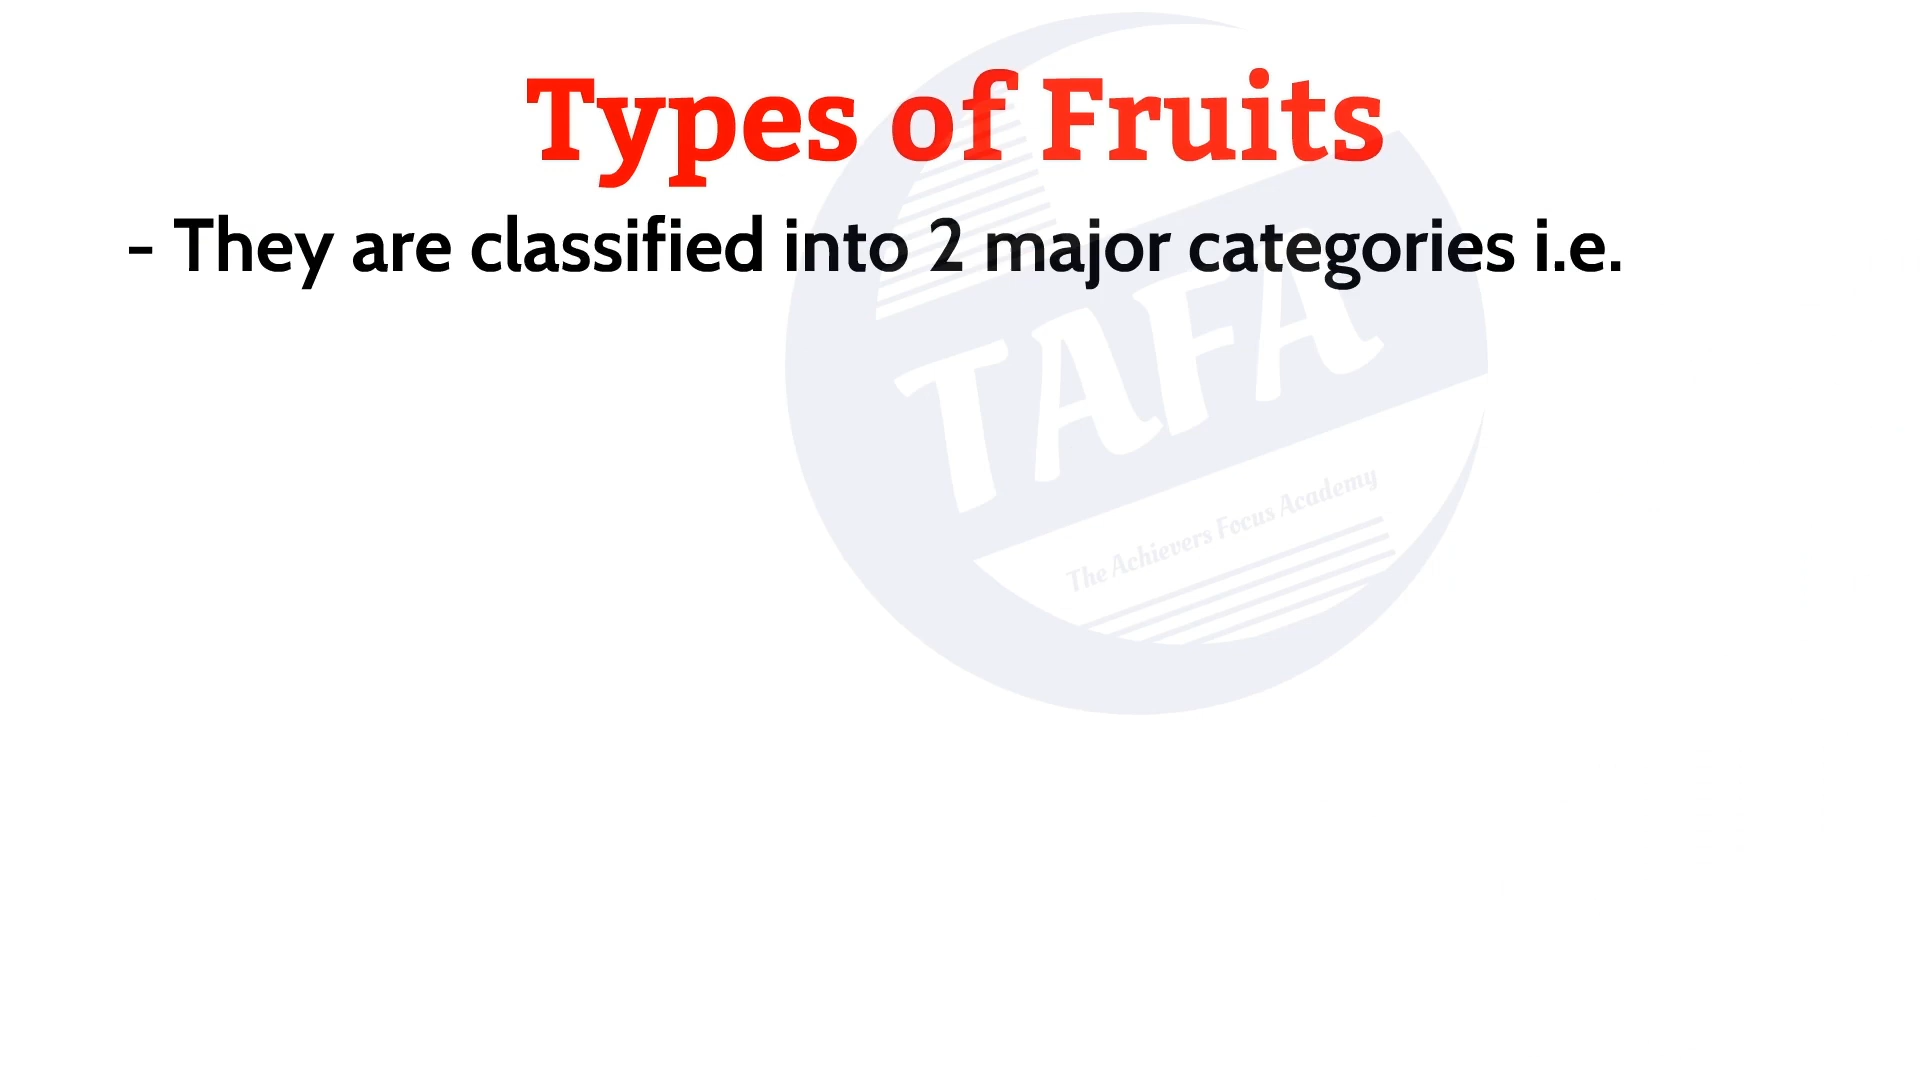 Types of Fruits
- They are classified into 2 major categories i.e.
TAFA
The Achievers Focus Academy